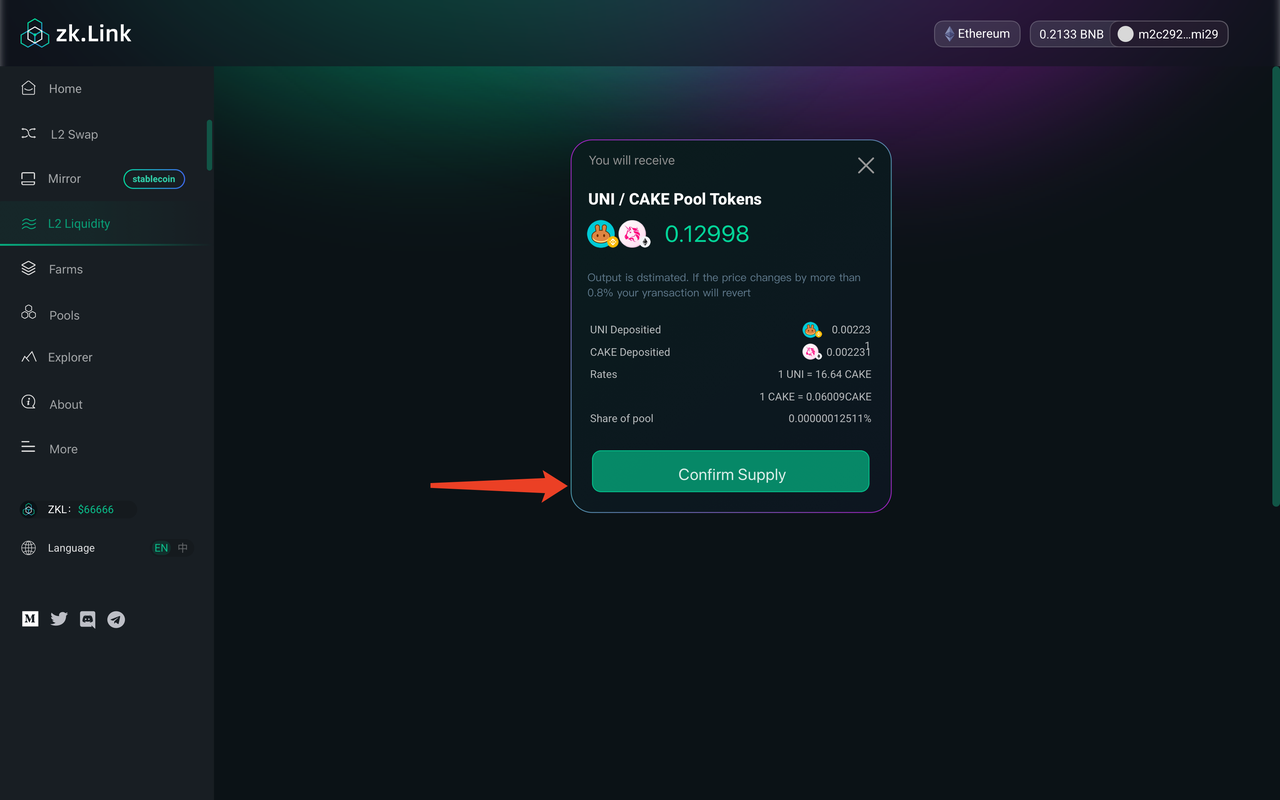 zk.Link
Ethereum
0.2133 BNB
m2c292...mi29
Home
L2 Swap
Mirror
stablecoin
L2 Liquidity
Farms
Pools
Explorer
About
More
ZKL: $66666
Language
EN 中
M
You will receive
UNI / CAKE Pool Tokens
0.12998
Output is dstimated. If the price changes by more than
0.8% your yransaction will revert
UNI Depositied 0.00223
1
CAKE Depositied 0.002231
Rates 1 UNI = 16.64 CAKE
1 CAKE = 0.06009CAKE
Share of pool 0.00000012511%
Confirm Supply